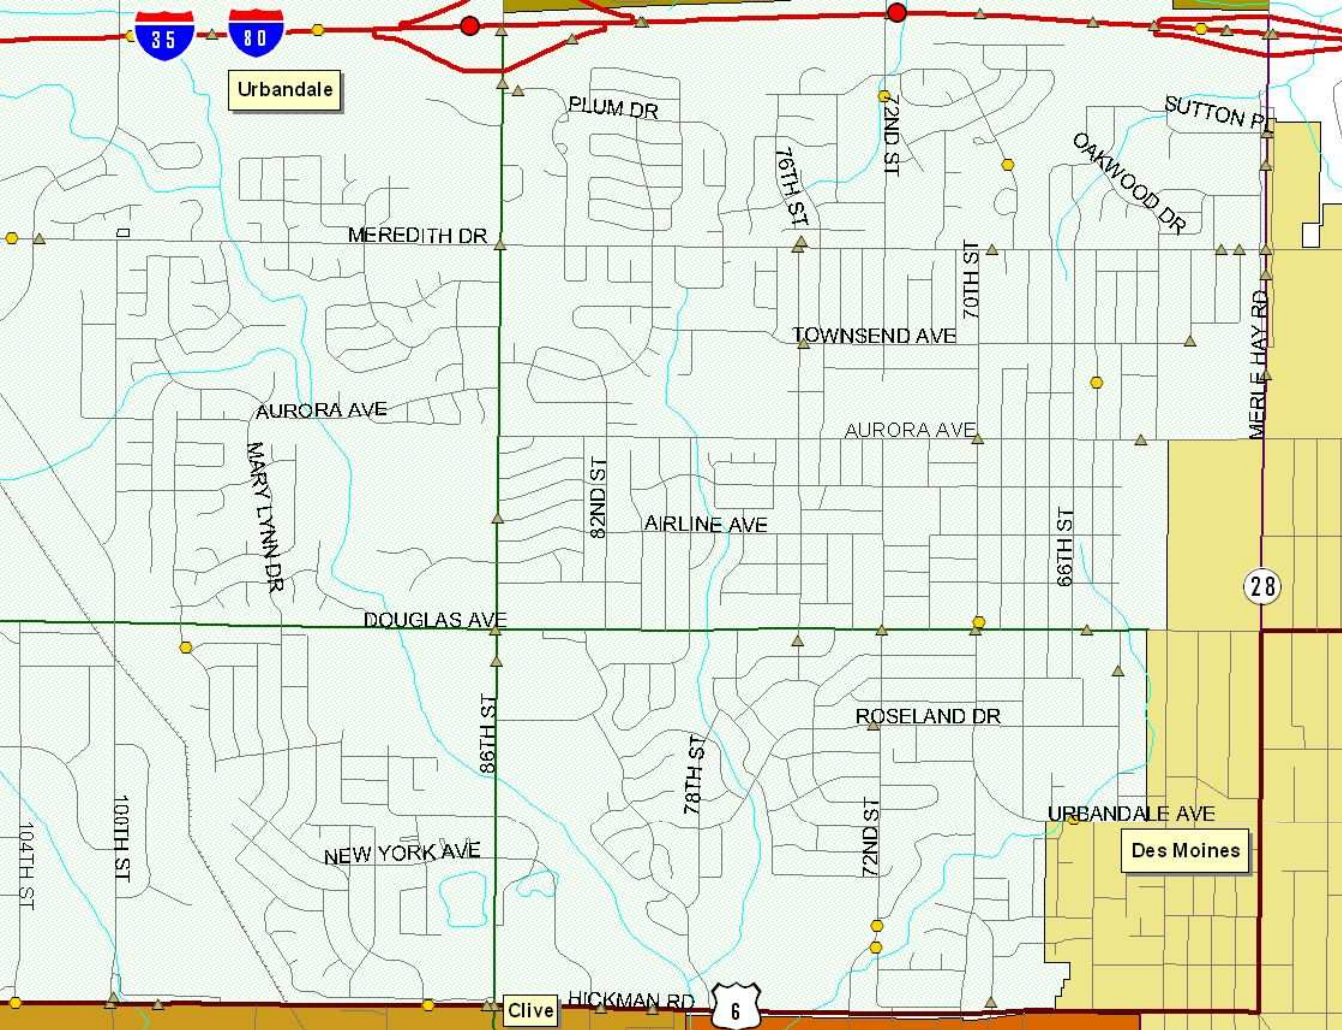 35
80
Urbandale
PLUM DR
72ND ST
SUTTON PL
OAKWOOD DR
76TH ST
MEREDITH DR
70TH ST
TOWNSEND AVE
MERLE HAY RD
AURORA AVE
AURORA AVE
MARY LYNN DR
82ND ST
AIRLINE AVE
66TH ST
28
DOUGLAS AVE
ROSELAND DR
86TH ST
78TH ST
104TH ST
100TH ST
72ND ST
URBANDALE AVE
NEW YORK AVE
Des Moines
Clive
HICKMAN RD
6